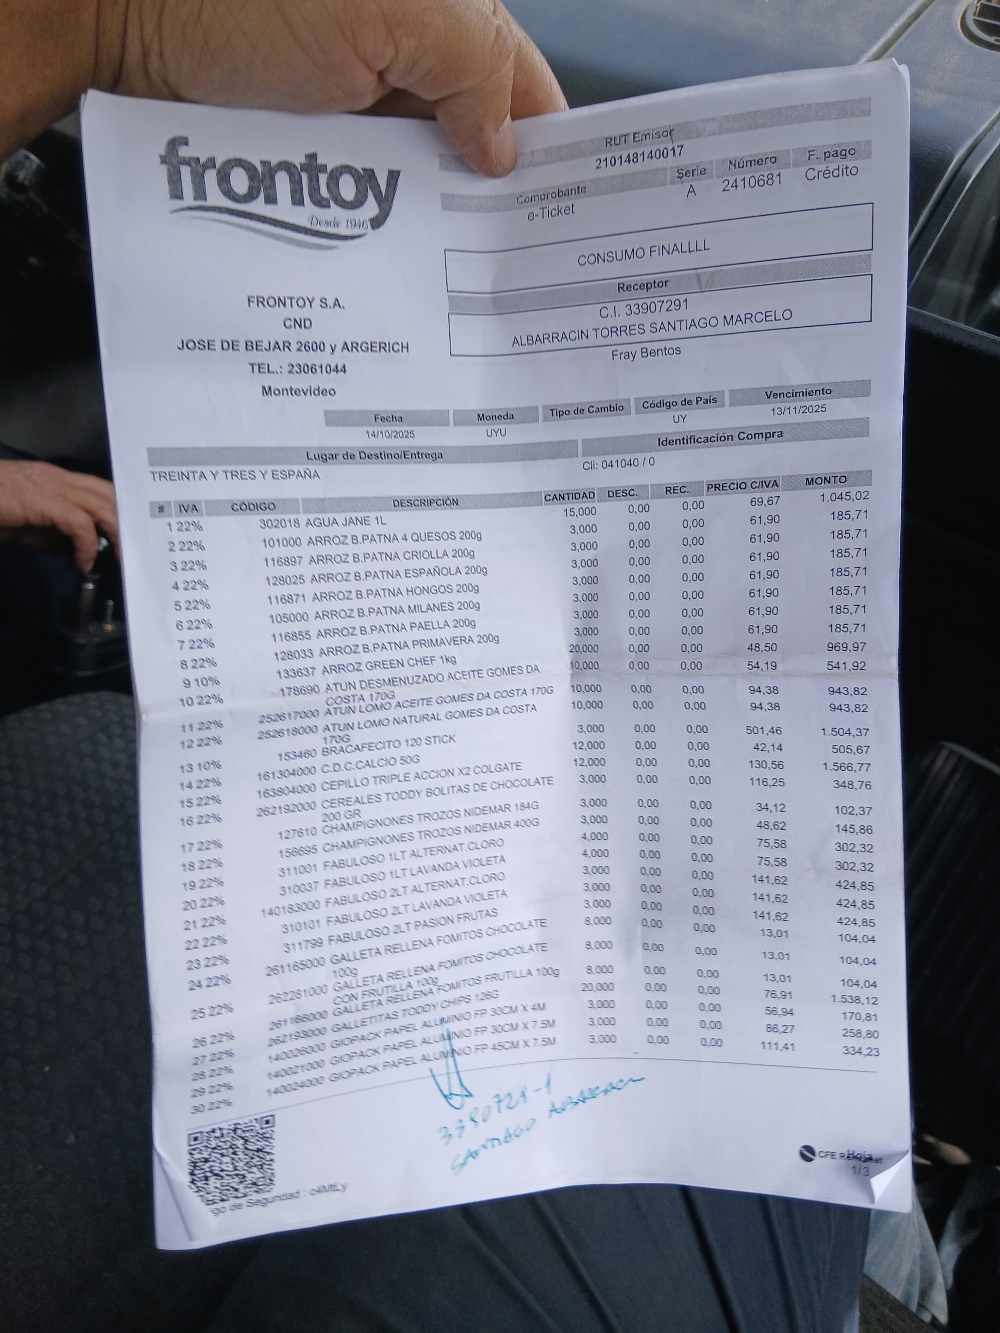 frontoy
Desde 1946
RUT Emisor
210148140017
Comprobante Serie Número F. pago
e-Ticket A 2410681 Crédito
CONSUMO FINALLLL
Receptor
C.I. 33907291
ALBARRACIN TORRES SANTIAGO MARCELO
Fray Bentos
FRONTOY S.A.
CND
JOSE DE BEJAR 2600 y ARGERICH
TEL.: 23061044
Montevideo
Fecha Moneda Tipo de Cambio Código de País Vencimiento
14/10/2025 UYU UY 13/11/2025
Lugar de Destino/Entrega Identificación Compra
TREINTA Y TRES Y ESPAÑA Cli: 041040 / 0
# IVA CÓDIGO DESCRIPCIÓN CANTIDAD DESC. REC. PRECIO C/IVA MONTO
1 22% 302018 AGUA JANE 1L 15,000 0,00 0,00 69,67 1.045,02
2 22% 101000 ARROZ B.PATNA 4 QUESOS 200g 3,000 0,00 0,00 61,90 185,71
3 22% 116897 ARROZ B.PATNA CRIOLLA 200g 3,000 0,00 0,00 61,90 185,71
4 22% 128025 ARROZ B.PATNA ESPAÑOLA 200g 3,000 0,00 0,00 61,90 185,71
5 22% 116871 ARROZ B.PATNA HONGOS 200g 3,000 0,00 0,00 61,90 185,71
6 22% 105000 ARROZ B.PATNA MILANES 200g 3,000 0,00 0,00 61,90 185,71
7 22% 116855 ARROZ B.PATNA PAELLA 200g 3,000 0,00 0,00 61,90 185,71
8 22% 128033 ARROZ B.PATNA PRIMAVERA 200g 3,000 0,00 0,00 61,90 185,71
9 10% 133637 ARROZ GREEN CHEF 1kg 20,000 0,00 0,00 48,50 969,97
10 22% 178690 ATUN DESMENUZADO ACEITE GOMES DA 10,000 0,00 0,00 54,19 541,92
COSTA 170G
11 22% 252617000 ATUN LOMO ACEITE GOMES DA COSTA 170G 10,000 0,00 0,00 94,38 943,82
12 22% 252618000 ATUN LOMO NATURAL GOMES DA COSTA 10,000 0,00 0,00 94,38 943,82
170G
13 10% 153460 BRACAFECITO 120 STICK 3,000 0,00 0,00 501,46 1.504,37
14 22% 161304000 C.D.C.CALCIO 50G 12,000 0,00 0,00 42,14 505,67
15 22% 163804000 CEPILLO TRIPLE ACCION X2 COLGATE 12,000 0,00 0,00 130,56 1.566,77
16 22% 262192000 CEREALES TODDY BOLITAS DE CHOCOLATE 3,000 0,00 0,00 116,25 348,76
200 GR
17 22% 127610 CHAMPIGNONES TROZOS NIDEMAR 184G 3,000 0,00 0,00 34,12 102,37
18 22% 156695 CHAMPIGNONES TROZOS NIDEMAR 400G 3,000 0,00 0,00 48,62 145,86
19 22% 311001 FABULOSO 1LT ALTERNAT.CLORO 4,000 0,00 0,00 75,58 302,32
20 22% 310037 FABULOSO 1LT LAVANDA VIOLETA 4,000 0,00 0,00 75,58 302,32
21 22% 140183000 FABULOSO 2LT ALTERNAT.CLORO 3,000 0,00 0,00 141,62 424,85
22 22% 310101 FABULOSO 2LT LAVANDA VIOLETA 3,000 0,00 0,00 141,62 424,85
23 22% 311799 FABULOSO 2LT PASION FRUTAS 3,000 0,00 0,00 141,62 424,85
24 22% 261165000 GALLETA RELLENA FOMITOS CHOCOLATE 8,000 0,00 0,00 13,01 104,04
100g
25 22% 262281000 GALLETA RELLENA FOMITOS CHOCOLATE 8,000 0,00 0,00 13,01 104,04
CON FRUTILLA 100g
26 22% 261166000 GALLETA RELLENA FOMITOS FRUTILLA 100g 8,000 0,00 0,00 13,01 104,04
27 22% 262193000 GALLETITAS TODDY CHIPS 126G 20,000 0,00 0,00 76,91 1.538,12
28 22% 140026000 GIOPACK PAPEL ALUMINIO FP 30CM X 4M 3,000 0,00 0,00 56,94 170,81
29 22% 140021000 GIOPACK PAPEL ALUMINIO FP 30CM X 7.5M 3,000 0,00 0,00 86,27 258,80
30 22% 140024000 GIOPACK PAPEL ALUMINIO FP 45CM X 7.5M 3,000 0,00 0,00 111,41 334,23
SANTIAGO
go de Seguridad : c4MtLy
CFE
Hoja
1/3